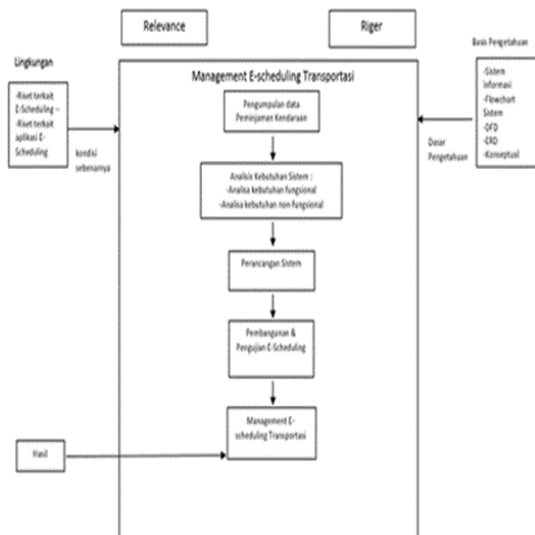 Relevance
Riger
Lingkungan
Basis Pengetahuan
Management E-scheduling Transportasi
-Riset terkait
E-Scheduling –
-Riset terkait
aplikasi E-
Scheduling
kondisi
sebenarnya
Pengumpulan data
Peminjaman Kendaraan
-Sistem
Informasi
-Flowchart
Sistem
-DFD
-ERD
-Konseptual
Dasar
Pengetahuan
Analisis Kebutuhan Sistem :
-Analisa kebutuhan fungsional
-Analisa kebutuhan non-fungsional
Perancangan Sistem
Pembangunan &
Pengujian E-Scheduling
Management E-
scheduling Transportasi
Hasil